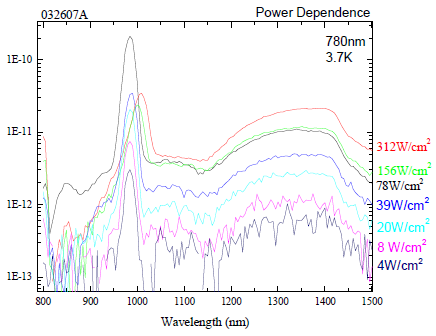 032607A
Power Dependence
780nm
3.7K
1E-10
1E-11
1E-12
1E-13
312W/cm²
156W/cm²
78W/cm²
39W/cm²
20W/cm²
8 W/cm²
4W/cm²
800 900 1000 1100 1200 1300 1400 1500
Wavelength (nm)